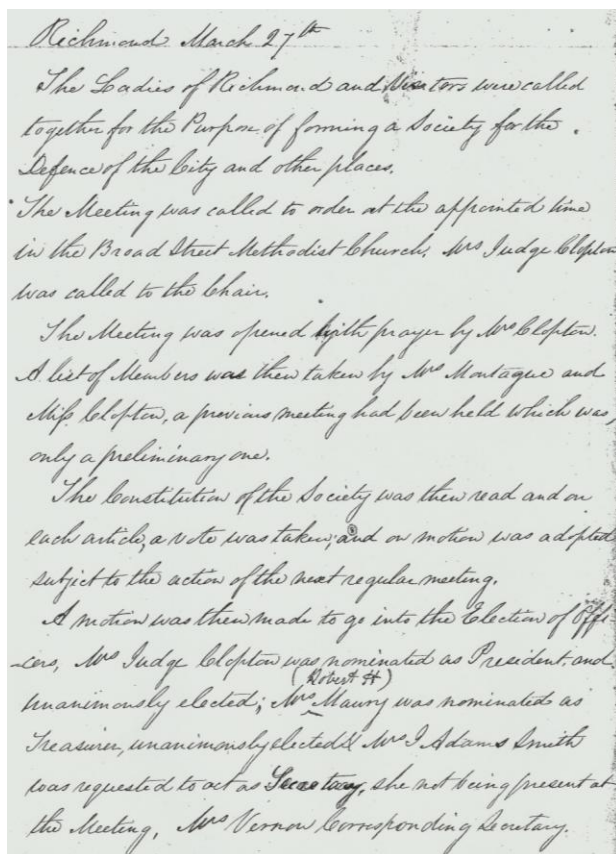 Richmond March 27th
The Ladies of Richmond and Visitors were called
together for the Purpose of forming a Society for the
Defence of the City and other places.
The Meeting was called to order at the appointed time
in the Broad Street Methodist Church. Mrs Judge Clopton
was called to the Chair.
The Meeting was opened with prayer by Mrs Clopton.
A list of Members was then taken by Mrs Montague and
Miss Clopton, a previous meeting had been held which was,
only a preliminary one.
The Constitution of the Society was then read and on
each article, a vote was taken, and on motion was adopted
subject to the action of the next regular meeting.
A motion was then made to go into the Election of Offi
-cers, Mrs Judge Clopton was nominated as President. and
(Robert H)
unanimously elected; Mrs Maury was nominated as
Treasurer, unanimously elected & Mrs J Adams Smith
was requested to act as Secretary, she not being present at
the Meeting, Mrs Vernon Corresponding Secretary.